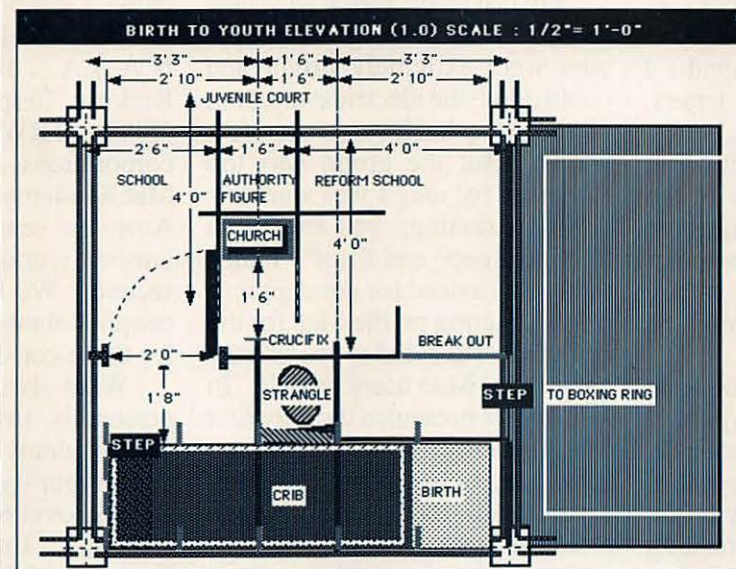 BIRTH TO YOUTH ELEVATION (1.0) SCALE : 1/2"= 1'-0"
3'3" 1'6" 3'3"
2'10" 1'6" 2'10"
JUVENILE COURT
2'6" 1'6" 4'0"
SCHOOL AUTHORITY FIGURE REFORM SCHOOL
4'0"
CHURCH
4'0"
1'6"
CRUCIFIX BREAK OUT
2'0"
1'8" STRANGLE STEP TO BOXING RING
STEP
CRIB BIRTH